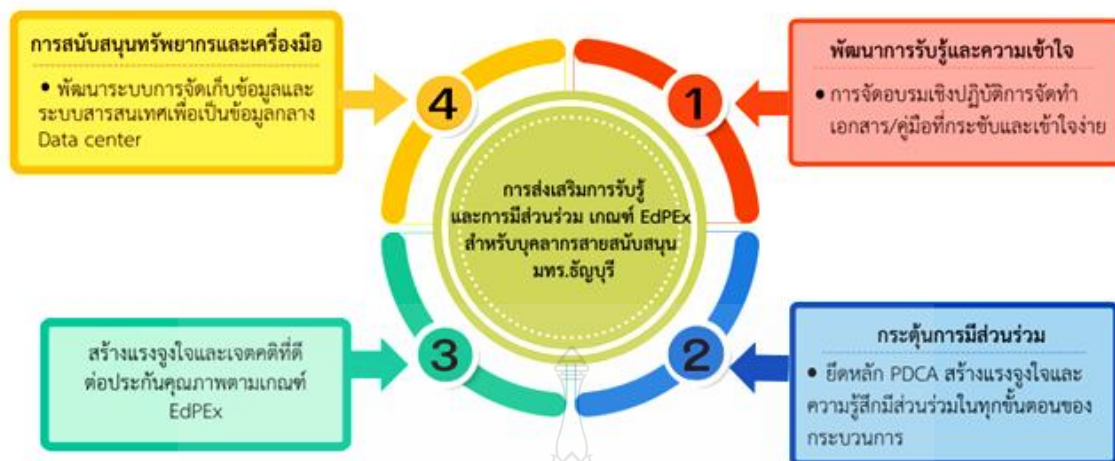 การส่งเสริมการรับรู้
และการมีส่วนร่วม เกณฑ์ EdPEx
สำหรับบุคลากรสายสนับสนุน
มทร.ธัญบุรี
1
พัฒนาการรับรู้และความเข้าใจ
• การจัดอบรมเชิงปฏิบัติการจัดทำ
เอกสาร/คู่มือที่กระชับและเข้าใจง่าย
2
กระตุ้นการมีส่วนร่วม
• ยึดหลัก PDCA สร้างแรงจูงใจและ
ความรู้สึกมีส่วนร่วมในทุกขั้นตอนของ
กระบวนการ
3
สร้างแรงจูงใจและเจตคติที่ดี
ต่อประกันคุณภาพตามเกณฑ์
EdPEx
4
การสนับสนุนทรัพยากรและเครื่องมือ
• พัฒนาระบบการจัดเก็บข้อมูลและ
ระบบสารสนเทศเพื่อเป็นข้อมูลกลาง
Data center